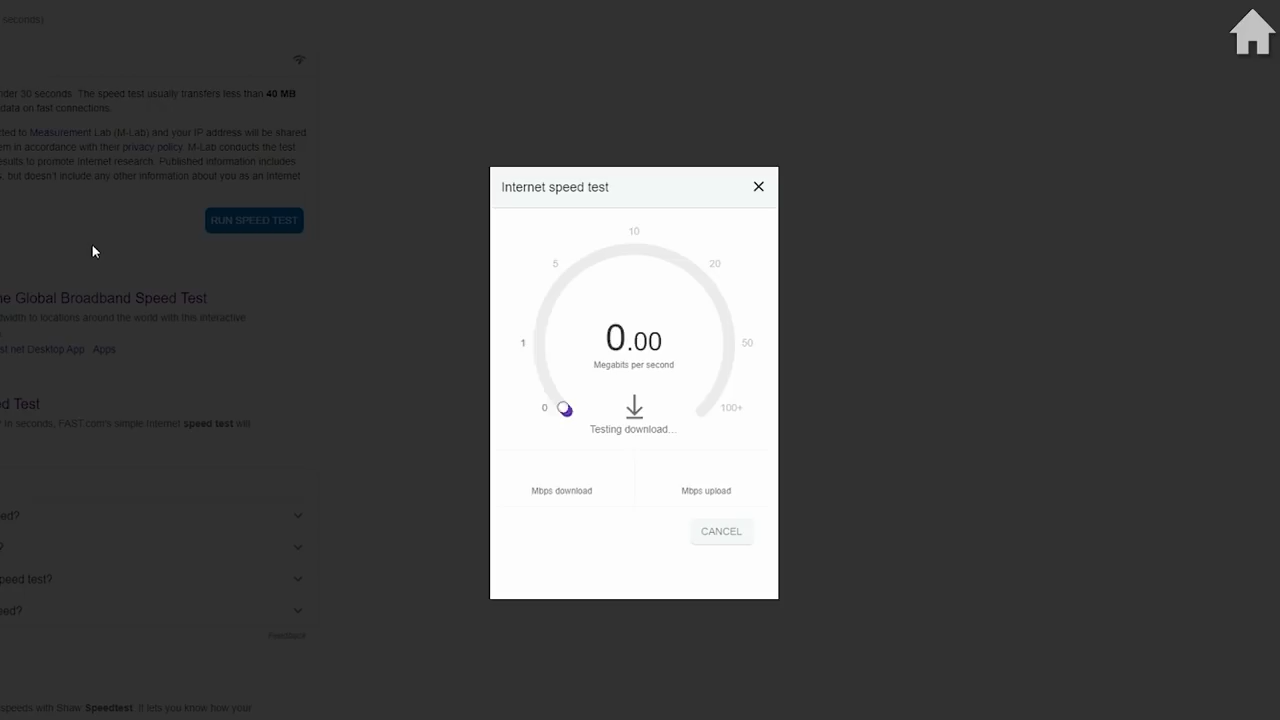 seconds)
nder 30 seconds. The speed test usually transfers less than 40 MB
data on fast connections.
cted to Measurement Lab (M-Lab) and your IP address will be shared
em in accordance with their privacy policy. M-Lab conducts the test
esults to promote Internet research. Published information includes
s, but doesn't include any other information about you as an Internet
RUN SPEED TEST
he Global Broadband Speed Test
dwidth to locations around the world with this interactive
st.net Desktop App · Apps
ed Test
in seconds. FAST.com's simple Internet speed test will
eed?
?
peed test?
eed?
Feedback
speeds with Shaw Speedtest. It lets you know how your
Internet speed test
10
5
20
1
0.00
50
Megabits per second
0
100+
Testing download...
Mbps download
Mbps upload
CANCEL